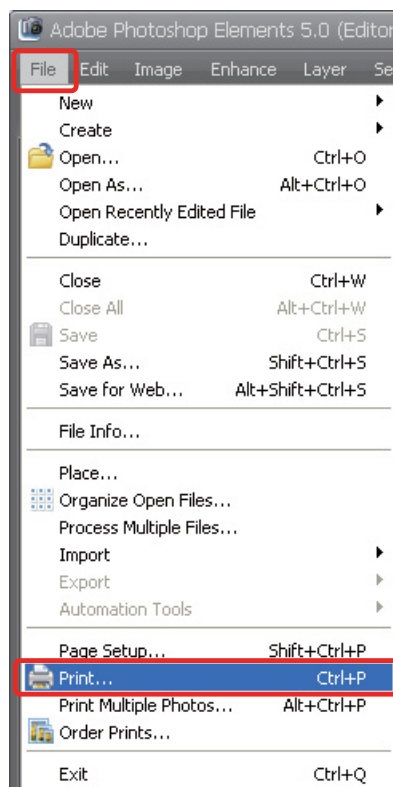 Adobe Photoshop Elements 5.0 (Editor
File Edit Image Enhance Layer Se
New
Create
Open... Ctrl+O
Open As... Alt+Ctrl+O
Open Recently Edited File
Duplicate...
Close Ctrl+W
Close All Alt+Ctrl+W
Save Ctrl+S
Save As... Shift+Ctrl+S
Save for Web... Alt+Shift+Ctrl+S
File Info...
Place...
Organize Open Files...
Process Multiple Files...
Import
Export
Automation Tools
Page Setup... Shift+Ctrl+P
Print... Ctrl+P
Print Multiple Photos... Alt+Ctrl+P
Order Prints...
Exit Ctrl+Q